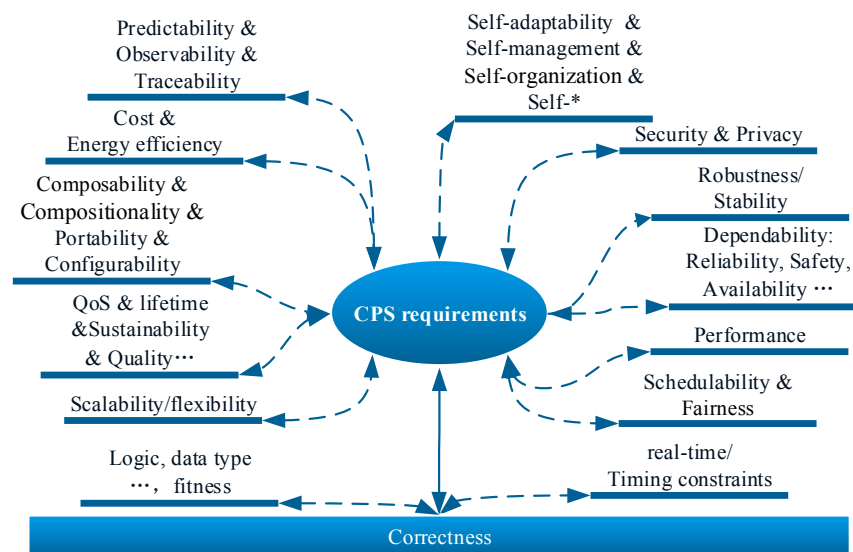 Predictability &
Observability &
Traceability
Self-adaptability &
Self-management &
Self-organization &
Self-*
Cost &
Energy efficiency
Security & Privacy
Composability &
Compositionality &
Portability &
Configurability
Robustness/
Stability
Dependability:
Reliability, Safety,
Availability …
QoS & lifetime
&Sustainability
& Quality…
CPS requirements
Performance
Scalability/flexibility
Schedulability &
Fairness
Logic, data type
…, fitness
real-time/
Timing constraints
Correctness